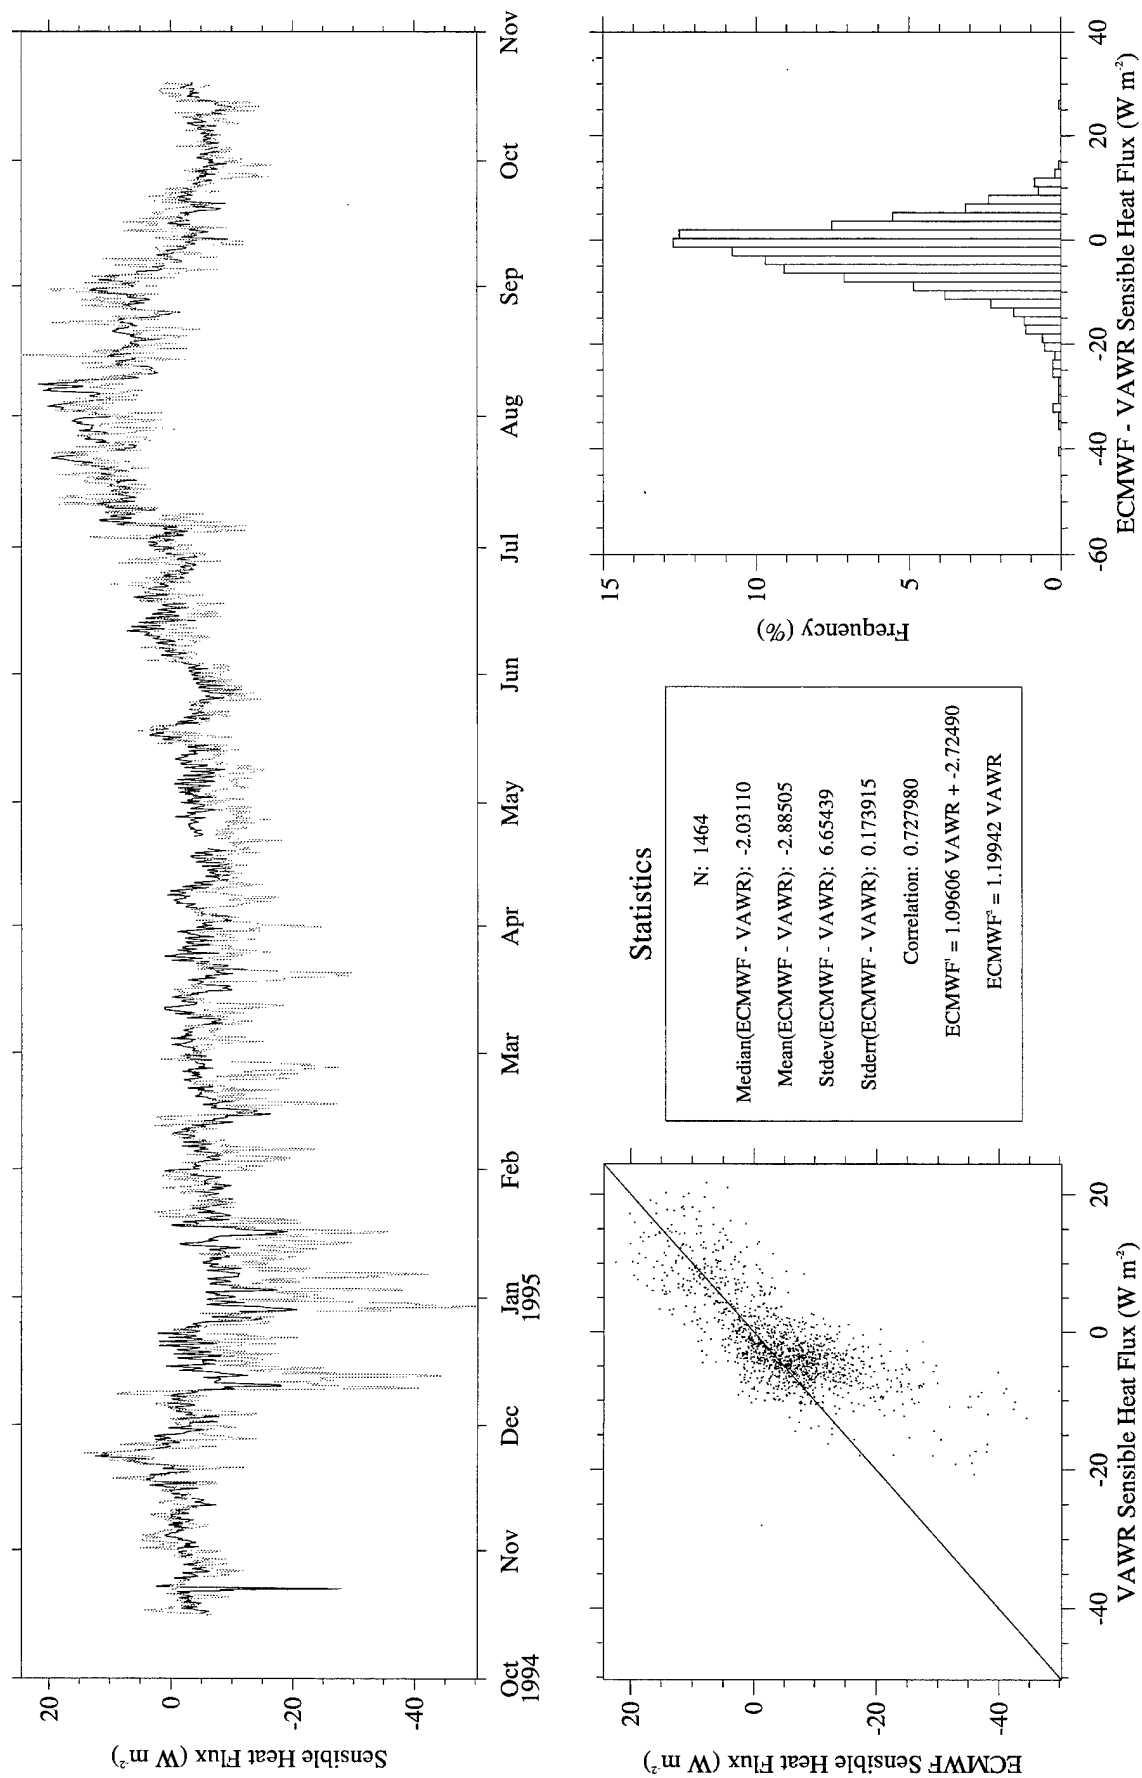 20
0
-20
-40
Sensible Heat Flux (W m⁻²)
Oct
1994
Nov
Dec
Jan
1995
Feb
Mar
Apr
May
Jun
Jul
Aug
Sep
Oct
Nov
20
0
-20
-40
ECMWF Sensible Heat Flux (W m⁻²)
-40
-20
0
20
VAWR Sensible Heat Flux (W m⁻²)
Statistics
N: 1464
Median(ECMWF - VAWR): -2.03110
Mean(ECMWF - VAWR): -2.88505
Stdev(ECMWF - VAWR): 6.65439
Stderr(ECMWF - VAWR): 0.173915
Correlation: 0.727980
ECMWF¹ = 1.09606 VAWR + -2.72490
ECMWF² = 1.19942 VAWR
15
10
5
0
Frequency (%)
-60
-40
-20
0
20
40
ECMWF - VAWR Sensible Heat Flux (W m⁻²)